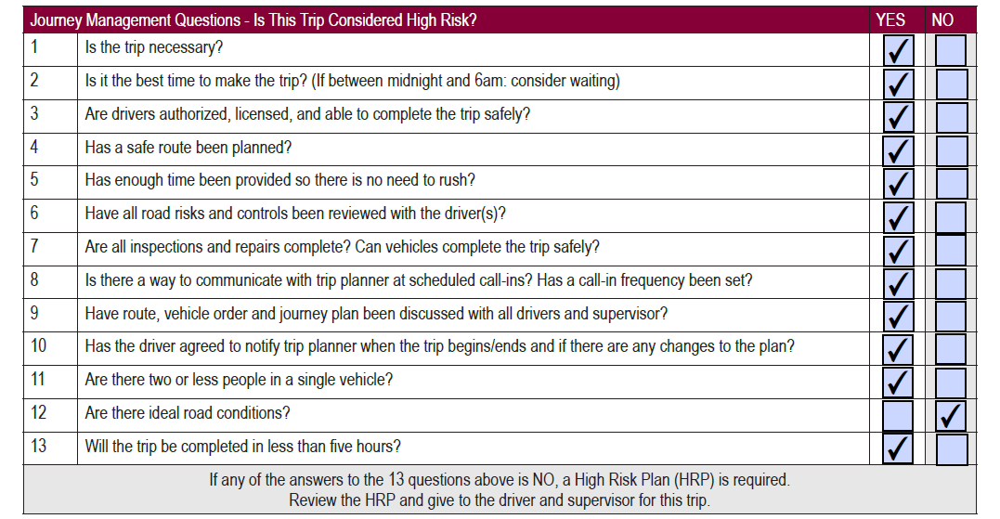 Journey Management Questions - Is This Trip Considered High Risk? YES NO
1 Is the trip necessary?
2 Is it the best time to make the trip? (If between midnight and 6am: consider waiting)
3 Are drivers authorized, licensed, and able to complete the trip safely?
4 Has a safe route been planned?
5 Has enough time been provided so there is no need to rush?
6 Have all road risks and controls been reviewed with the driver(s)?
7 Are all inspections and repairs complete? Can vehicles complete the trip safely?
8 Is there a way to communicate with trip planner at scheduled call-ins? Has a call-in frequency been set?
9 Have route, vehicle order and journey plan been discussed with all drivers and supervisor?
10 Has the driver agreed to notify trip planner when the trip begins/ends and if there are any changes to the plan?
11 Are there two or less people in a single vehicle?
12 Are there ideal road conditions?
13 Will the trip be completed in less than five hours?
If any of the answers to the 13 questions above is NO, a High Risk Plan (HRP) is required.
Review the HRP and give to the driver and supervisor for this trip.